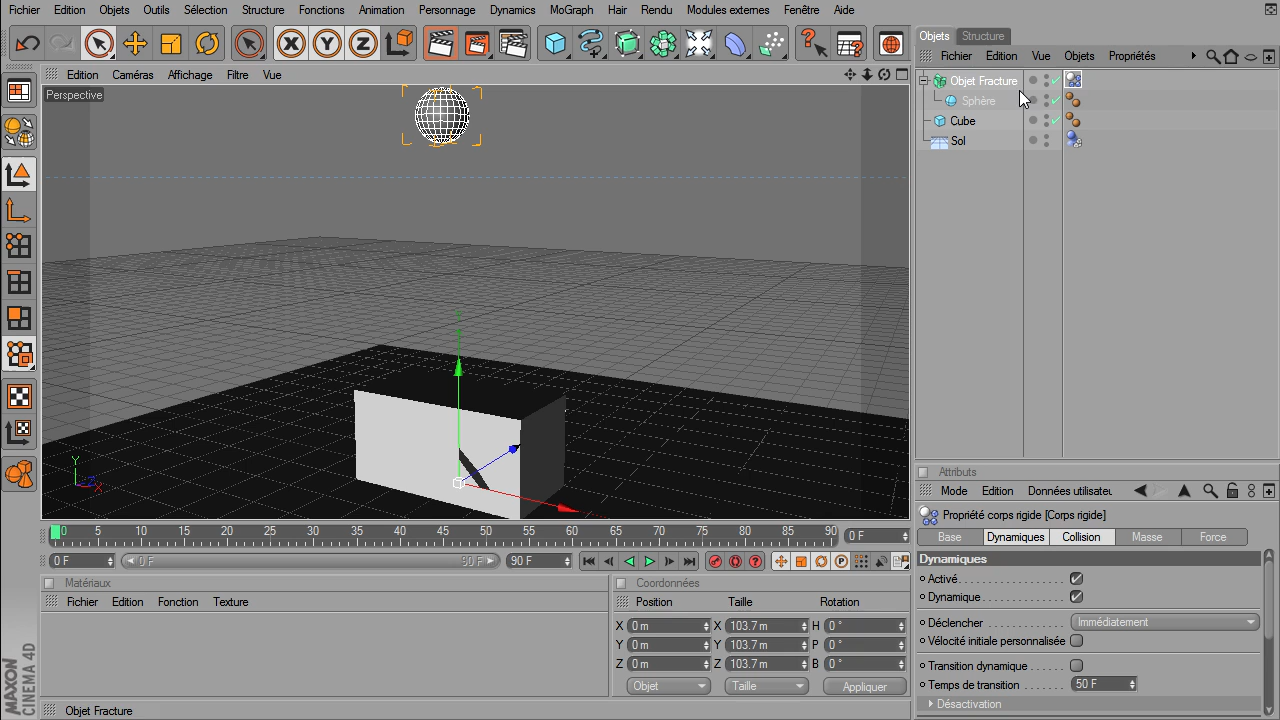 Fichier Edition Objets Outils Sélection Structure Fonctions Animation Personnage Dynamics MoGraph Hair Rendu Modules externes Fenêtre Aide
X Y Z
Objets Structure
Fichier Edition Vue Objets Propriétés
Edition Caméras Affichage Filtre Vue
Perspective
Objet Fracture
Sphère
Cube
Sol
Y
Z X
Attributs
Mode Edition Données utilisateu
Propriété corps rigide [Corps rigide]
Base Dynamiques Collision Masse Force
Dynamiques
Activé
Dynamique
Déclencher Immédiatement
Vélocité initiale personnalisée
Transition dynamique
Temps de transition 50 F
Désactivation
0 5 10 15 20 25 30 35 40 45 50 55 60 65 70 75 80 85 90 0 F
0 F 0 F 90 F 90 F
Matériaux
Fichier Edition Fonction Texture
Coordonnées
Position Taille Rotation
X 0 m X 103.7 m H 0 °
Y 0 m Y 103.7 m P 0 °
Z 0 m Z 103.7 m B 0 °
Objet Taille Appliquer
MAXON
CINEMA 4D
Objet Fracture